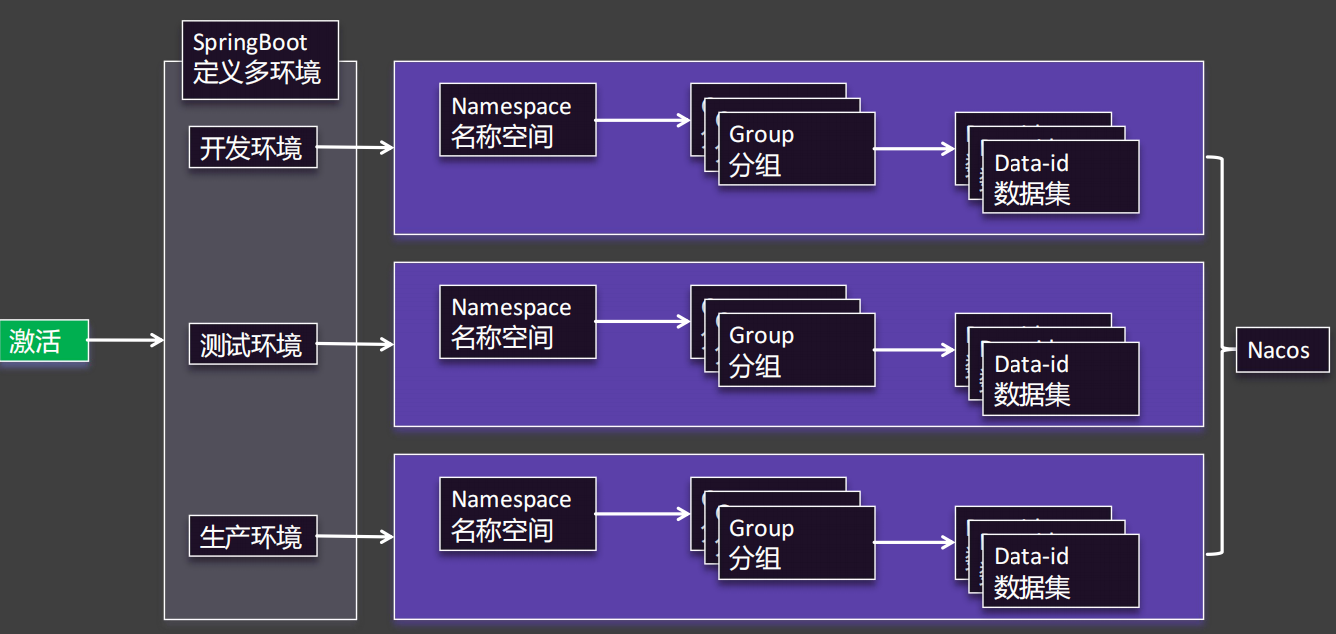 SpringBoot
定义多环境
开发环境
Namespace
名称空间
Group
分组
Data-id
数据集
激活
测试环境
Namespace
名称空间
Group
分组
Data-id
数据集
Nacos
生产环境
Namespace
名称空间
Group
分组
Data-id
数据集